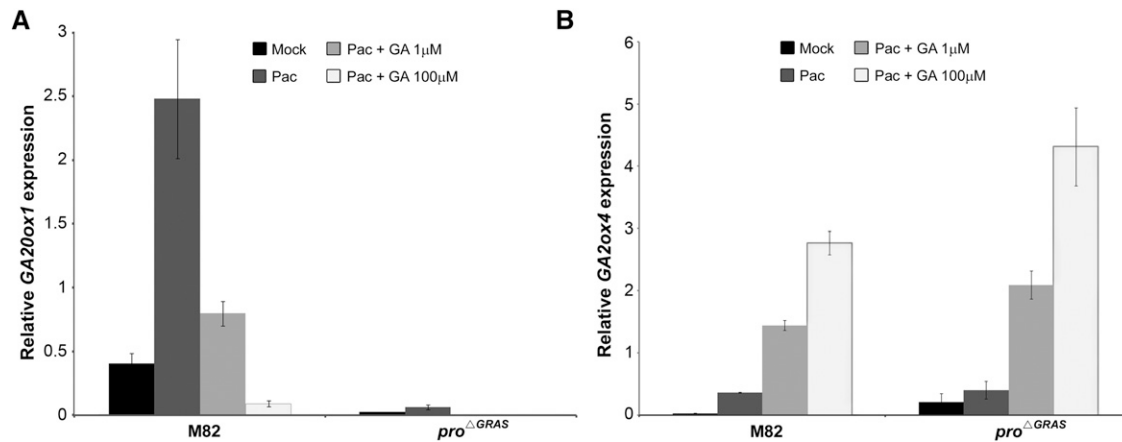 A
Relative GA20ox1 expression
3
2.5
2
1.5
1
0.5
0
Mock
Pac + GA 1μM
Pac
Pac + GA 100μM
M82
pro△GRAS
B
Relative GA2ox4 expression
6
5
4
3
2
1
0
Mock
Pac + GA 1μM
Pac
Pac + GA 100μM
M82
pro△GRAS